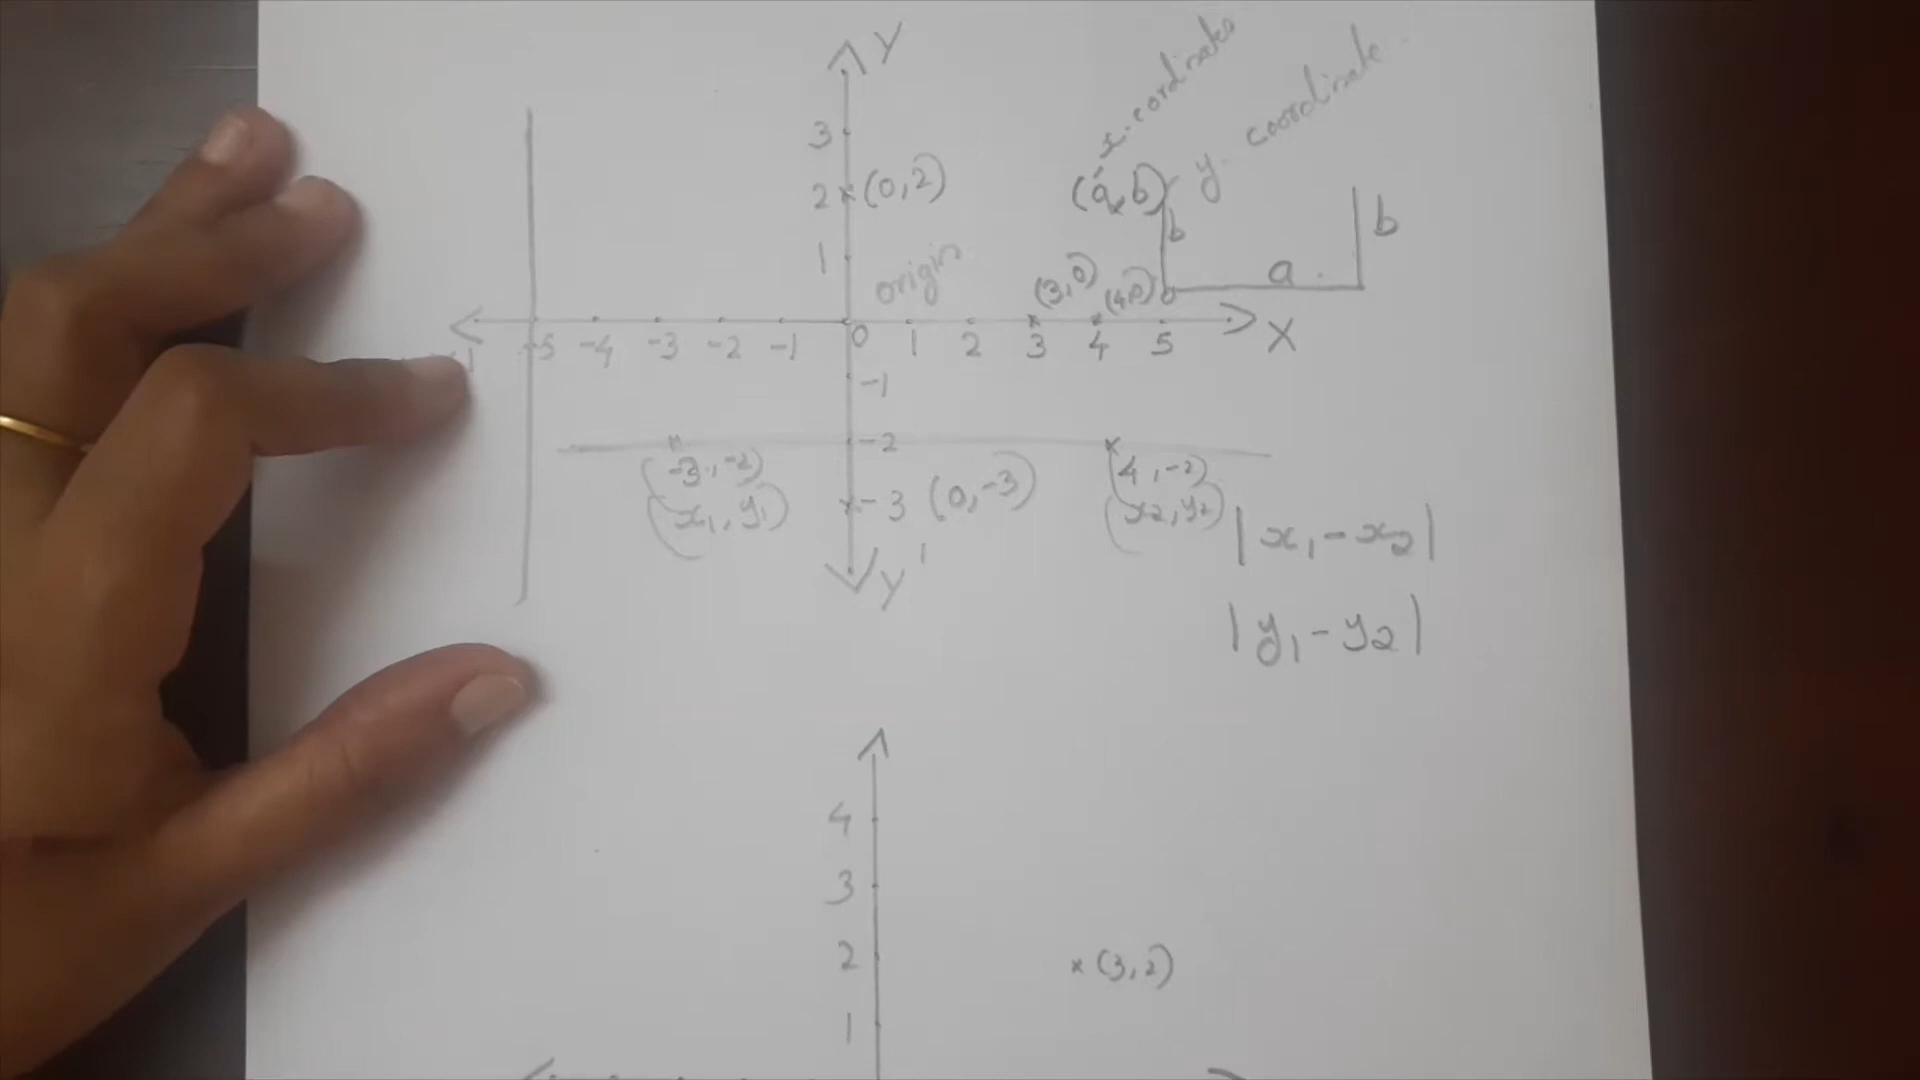 Y
x-cordinates
y-coordinate
3
2 (0,2)
(a,b)
b
b
1
origin
(3,0)
(4,0)
a
-5 -4 -3 -2 -1 0 1 2 3 4 5 X
-1
-2
(-3,-2)
(4,-2)
(x1,y1)
-3 (0,-3)
(x2,y2)
|x1-x2|
Y'
|y1-y2|
4
3
2
(3,2)
1